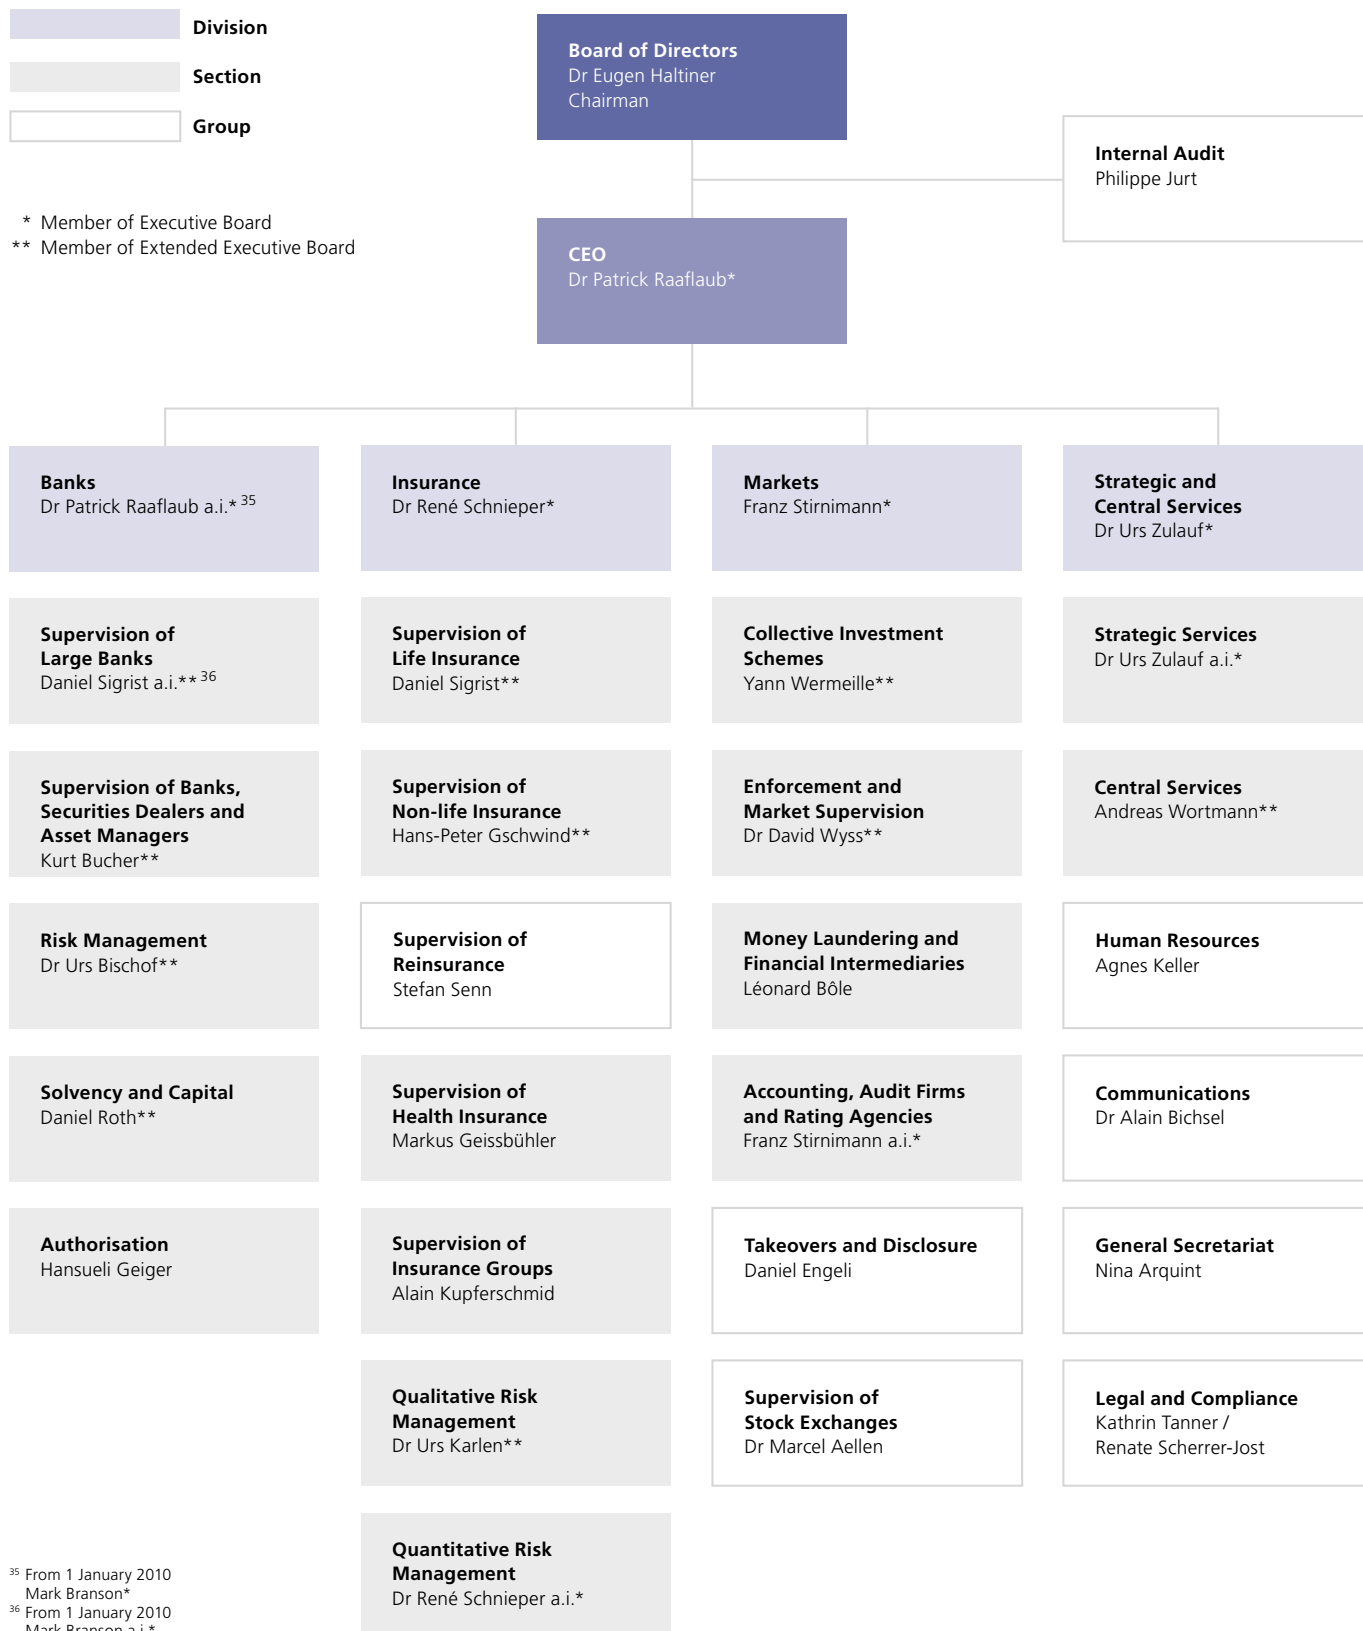 Division
Section
Group
* Member of Executive Board
** Member of Extended Executive Board
Board of Directors
Dr Eugen Haltiner
Chairman
Internal Audit
Philippe Jurt
CEO
Dr Patrick Raaflaub*
Banks
Dr Patrick Raaflaub a.i.* 35
Supervision of
Large Banks
Daniel Sigrist a.i.** 36
Supervision of Banks,
Securities Dealers and
Asset Managers
Kurt Bucher**
Risk Management
Dr Urs Bischof**
Solvency and Capital
Daniel Roth**
Authorisation
Hansueli Geiger
Insurance
Dr René Schnieper*
Supervision of
Life Insurance
Daniel Sigrist**
Supervision of
Non-life Insurance
Hans-Peter Gschwind**
Supervision of
Reinsurance
Stefan Senn
Supervision of
Health Insurance
Markus Geissbühler
Supervision of
Insurance Groups
Alain Kupferschmid
Qualitative Risk
Management
Dr Urs Karlen**
Quantitative Risk
Management
Dr René Schnieper a.i.*
Markets
Franz Stirnimann*
Collective Investment
Schemes
Yann Wermeille**
Enforcement and
Market Supervision
Dr David Wyss**
Money Laundering and
Financial Intermediaries
Léonard Bôle
Accounting, Audit Firms
and Rating Agencies
Franz Stirnimann a.i.*
Takeovers and Disclosure
Daniel Engeli
Supervision of
Stock Exchanges
Dr Marcel Aellen
Strategic and
Central Services
Dr Urs Zulauf*
Strategic Services
Dr Urs Zulauf a.i.*
Central Services
Andreas Wortmann**
Human Resources
Agnes Keller
Communications
Dr Alain Bichsel
General Secretariat
Nina Arquint
Legal and Compliance
Kathrin Tanner /
Renate Scherrer-Jost
35 From 1 January 2010
Mark Branson*
36 From 1 January 2010
Mark Branson a.i.*